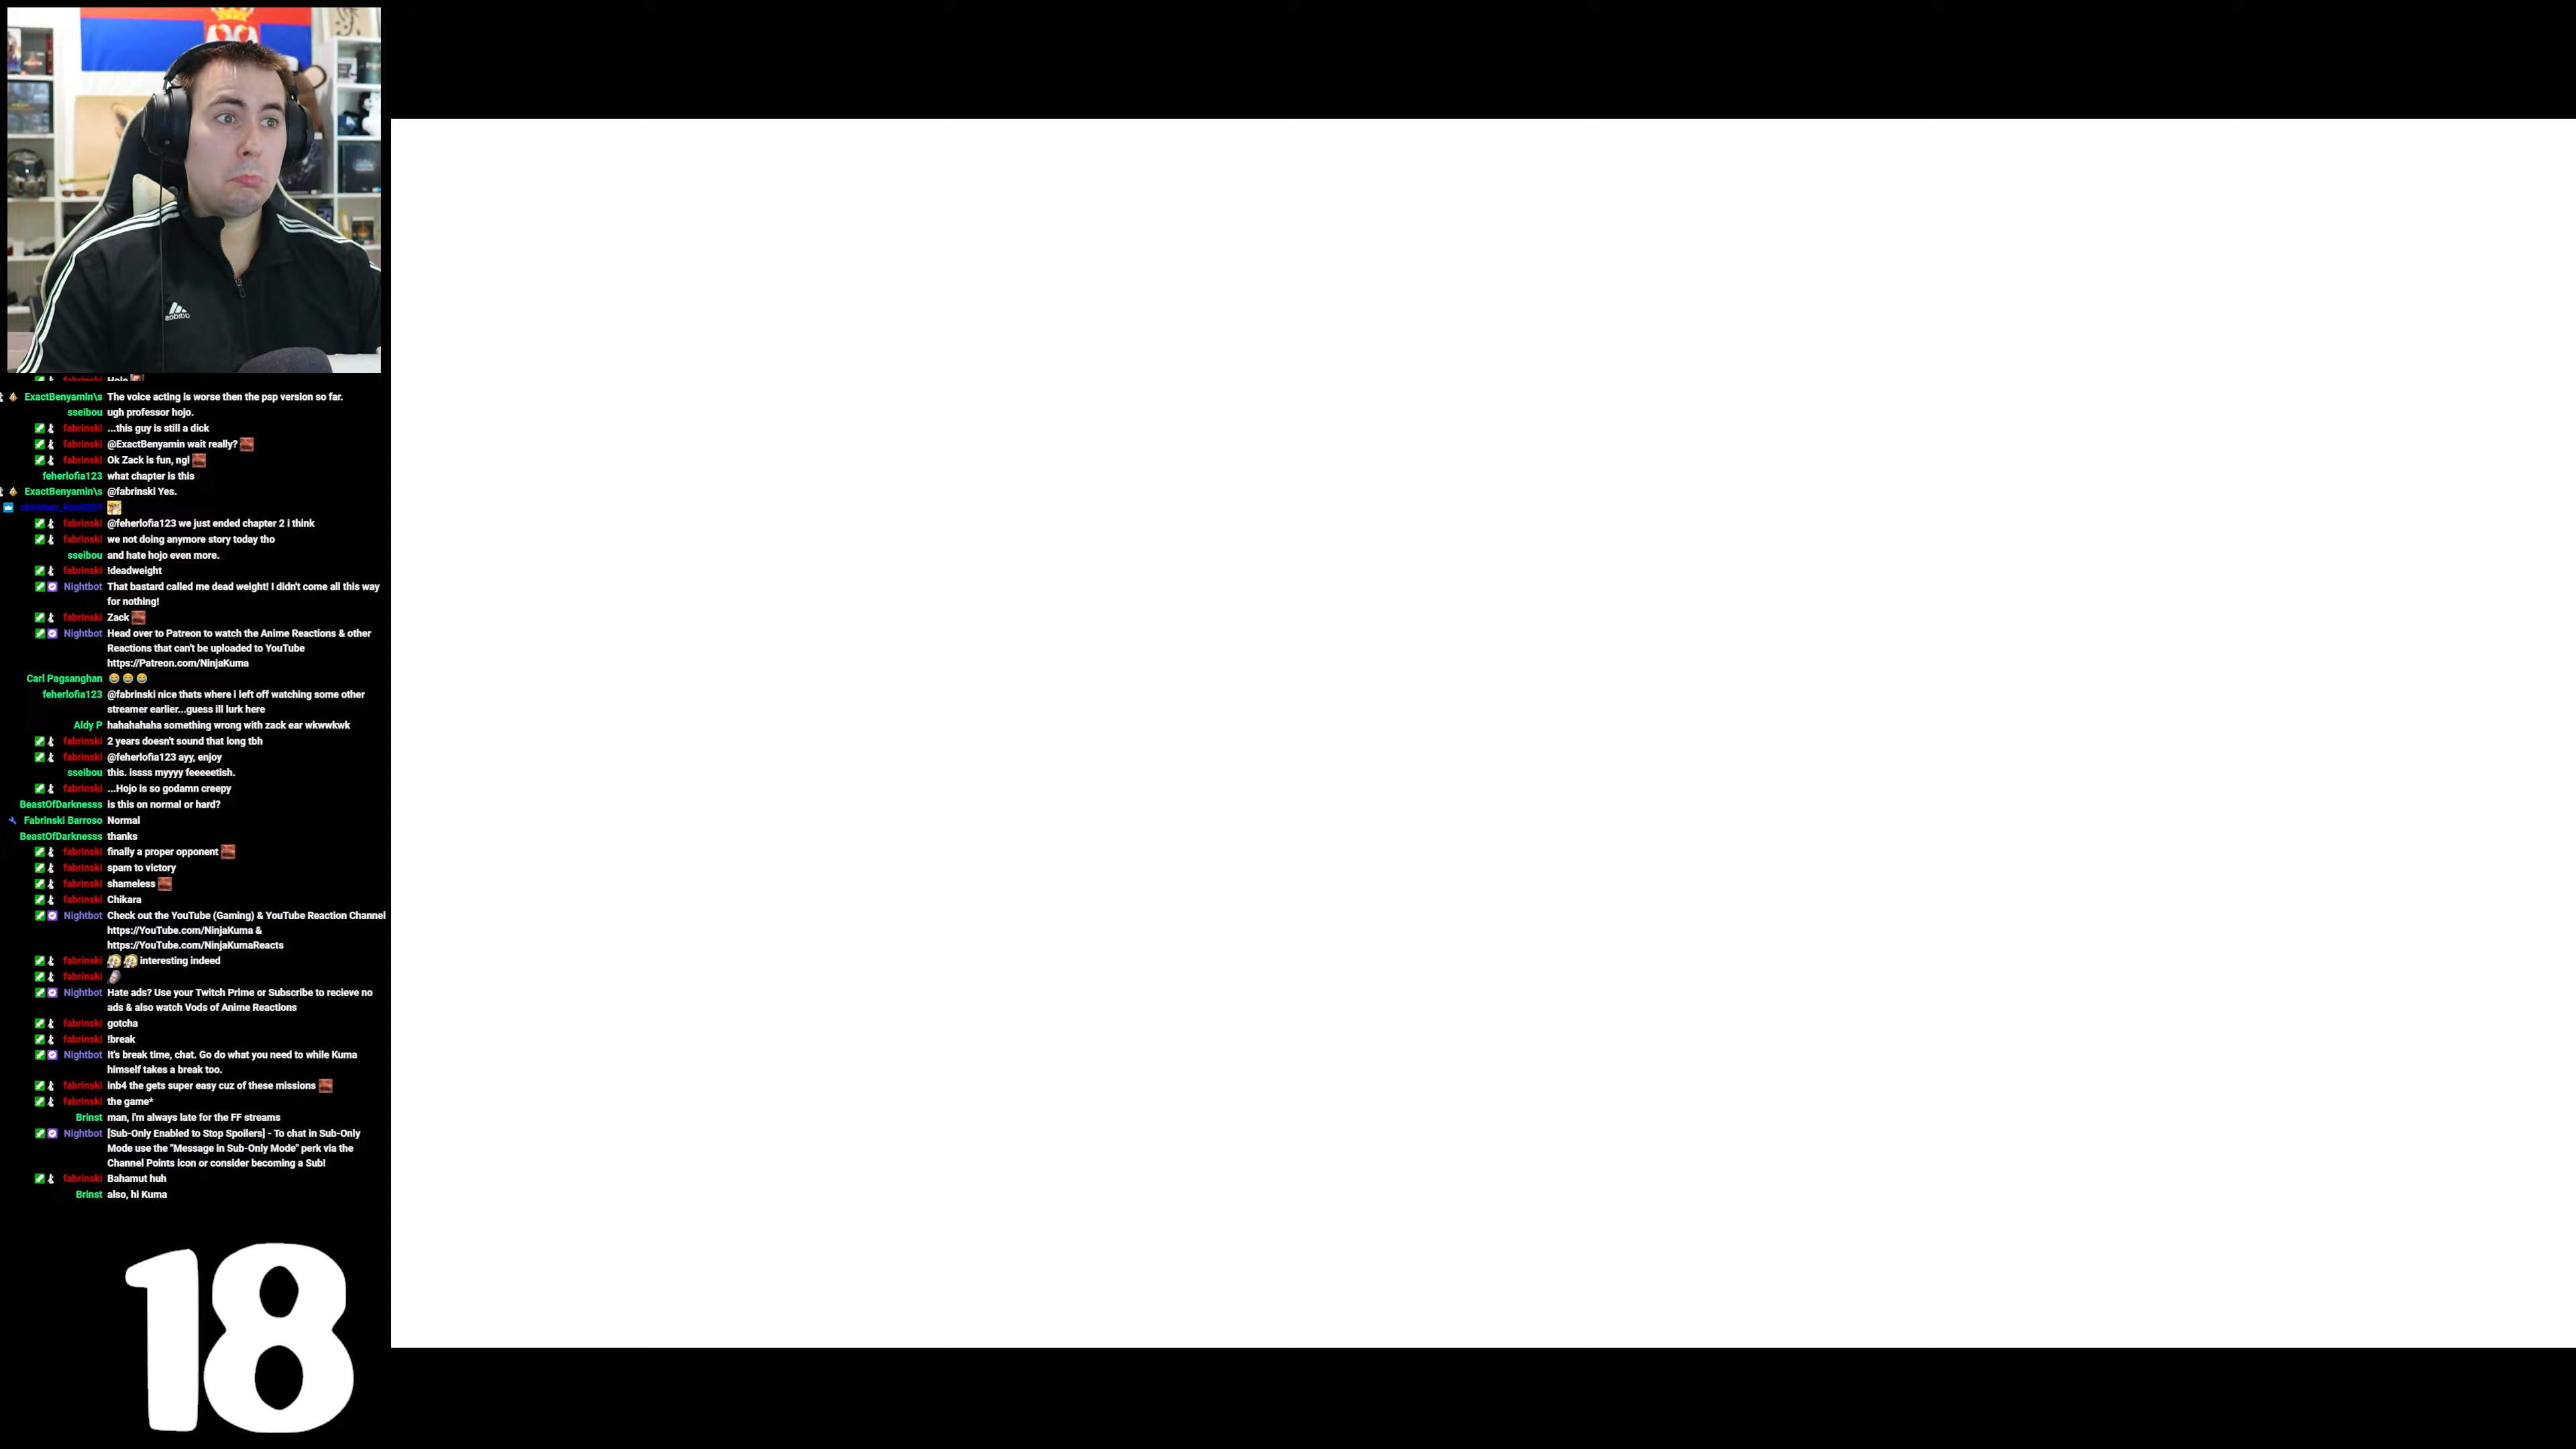 adidas
fabrinski Hojo
ExactBenyamin\s The voice acting is worse then the psp version so far.
sseibou ugh professor hojo.
fabrinski ...this guy is still a dick
fabrinski @ExactBenyamin wait really?
fabrinski Ok Zack is fun, ngl
feherlofia123 what chapter is this
ExactBenyamin\s @fabrinski Yes.
fabrinski @feherlofia123 we just ended chapter 2 i think
fabrinski we not doing anymore story today tho
sseibou and hate hojo even more.
fabrinski !deadweight
Nightbot That bastard called me dead weight! I didn't come all this way
for nothing!
fabrinski Zack
Nightbot Head over to Patreon to watch the Anime Reactions & other
Reactions that can't be uploaded to YouTube
https://Patreon.com/NinjaKuma
Carl Pagsanghan
feherlofia123 @fabrinski nice thats where i left off watching some other
streamer earlier...guess ill lurk here
Aldy P hahahahaha something wrong with zack ear wkwwkwk
fabrinski 2 years doesn't sound that long tbh
fabrinski @feherlofia123 ayy, enjoy
sseibou this. issss myyyy feeeeetish.
fabrinski ...Hojo is so godamn creepy
BeastOfDarknesss is this on normal or hard?
Fabrinski Barroso Normal
BeastOfDarknesss thanks
fabrinski finally a proper opponent
fabrinski spam to victory
fabrinski shameless
fabrinski Chikara
Nightbot Check out the YouTube (Gaming) & YouTube Reaction Channel
https://YouTube.com/NinjaKuma &
https://YouTube.com/NinjaKumaReacts
fabrinski interesting indeed
fabrinski
Nightbot Hate ads? Use your Twitch Prime or Subscribe to recieve no
ads & also watch Vods of Anime Reactions
fabrinski gotcha
fabrinski !break
Nightbot It's break time, chat. Go do what you need to while Kuma
himself takes a break too.
fabrinski inb4 the gets super easy cuz of these missions
fabrinski the game*
Brinst man, i'm always late for the FF streams
Nightbot [Sub-Only Enabled to Stop Spoilers] - To chat in Sub-Only
Mode use the "Message in Sub-Only Mode" perk via the
Channel Points icon or consider becoming a Sub!
fabrinski Bahamut huh
Brinst also, hi Kuma
18